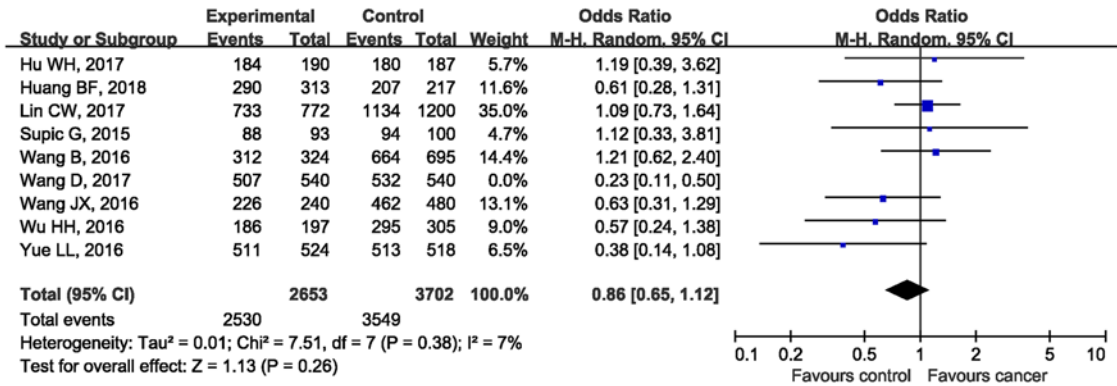 Experimental Control Odds Ratio Odds Ratio
Study or Subgroup Events Total Events Total Weight M-H. Random. 95% CI M-H. Random. 95% CI
Hu WH, 2017 184 190 180 187 5.7% 1.19 [0.39, 3.62]
Huang BF, 2018 290 313 207 217 11.6% 0.61 [0.28, 1.31]
Lin CW, 2017 733 772 1134 1200 35.0% 1.09 [0.73, 1.64]
Supic G, 2015 88 93 94 100 4.7% 1.12 [0.33, 3.81]
Wang B, 2016 312 324 664 695 14.4% 1.21 [0.62, 2.40]
Wang D, 2017 507 540 532 540 0.0% 0.23 [0.11, 0.50]
Wang JX, 2016 226 240 462 480 13.1% 0.63 [0.31, 1.29]
Wu HH, 2016 186 197 295 305 9.0% 0.57 [0.24, 1.38]
Yue LL, 2016 511 524 513 518 6.5% 0.38 [0.14, 1.08]
Total (95% CI) 2653 3702 100.0% 0.86 [0.65, 1.12]
Total events 2530 3549
Heterogeneity: Tau² = 0.01; Chi² = 7.51, df = 7 (P = 0.38); I² = 7%
Test for overall effect: Z = 1.13 (P = 0.26)
0.1 0.2 0.5 1 2 5 10
Favours control Favours cancer